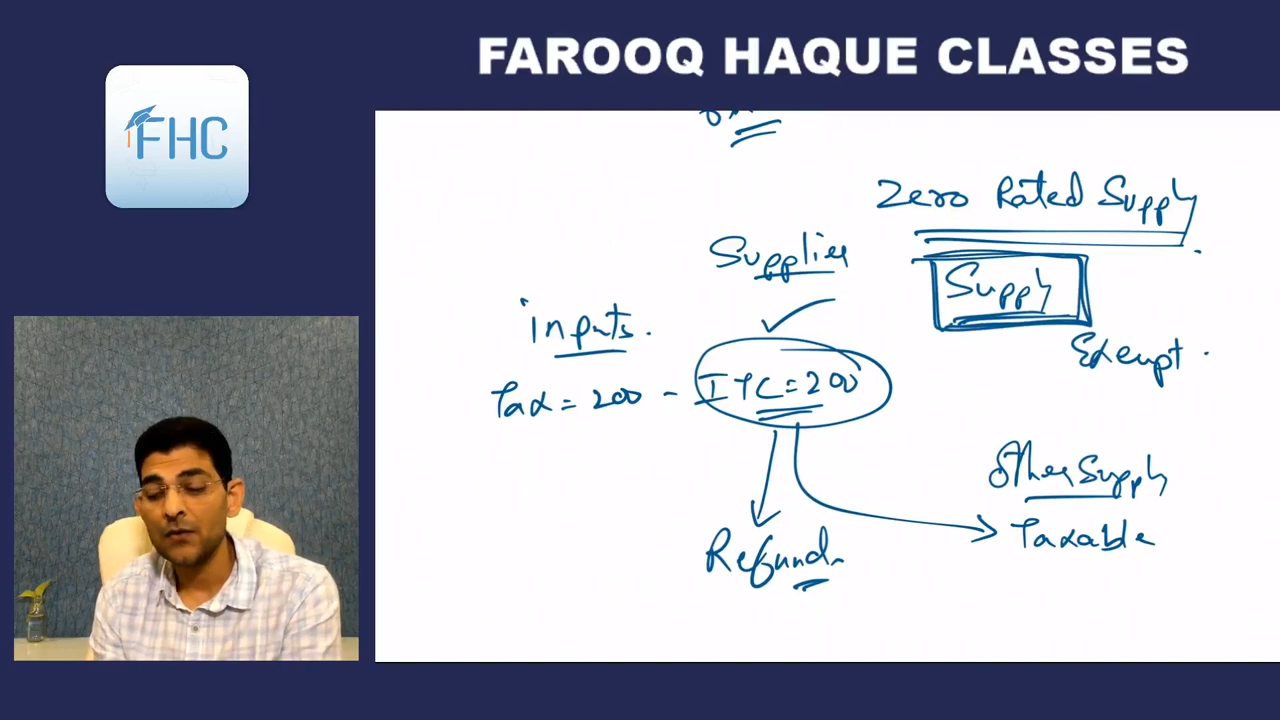 FAROOQ HAQUE CLASSES
FHC
Zero Rated Supply
Supplier
Supply
inputs.
Exempt.
Tax = 200 - ITC = 200
Other Supply
Taxable
Refund.